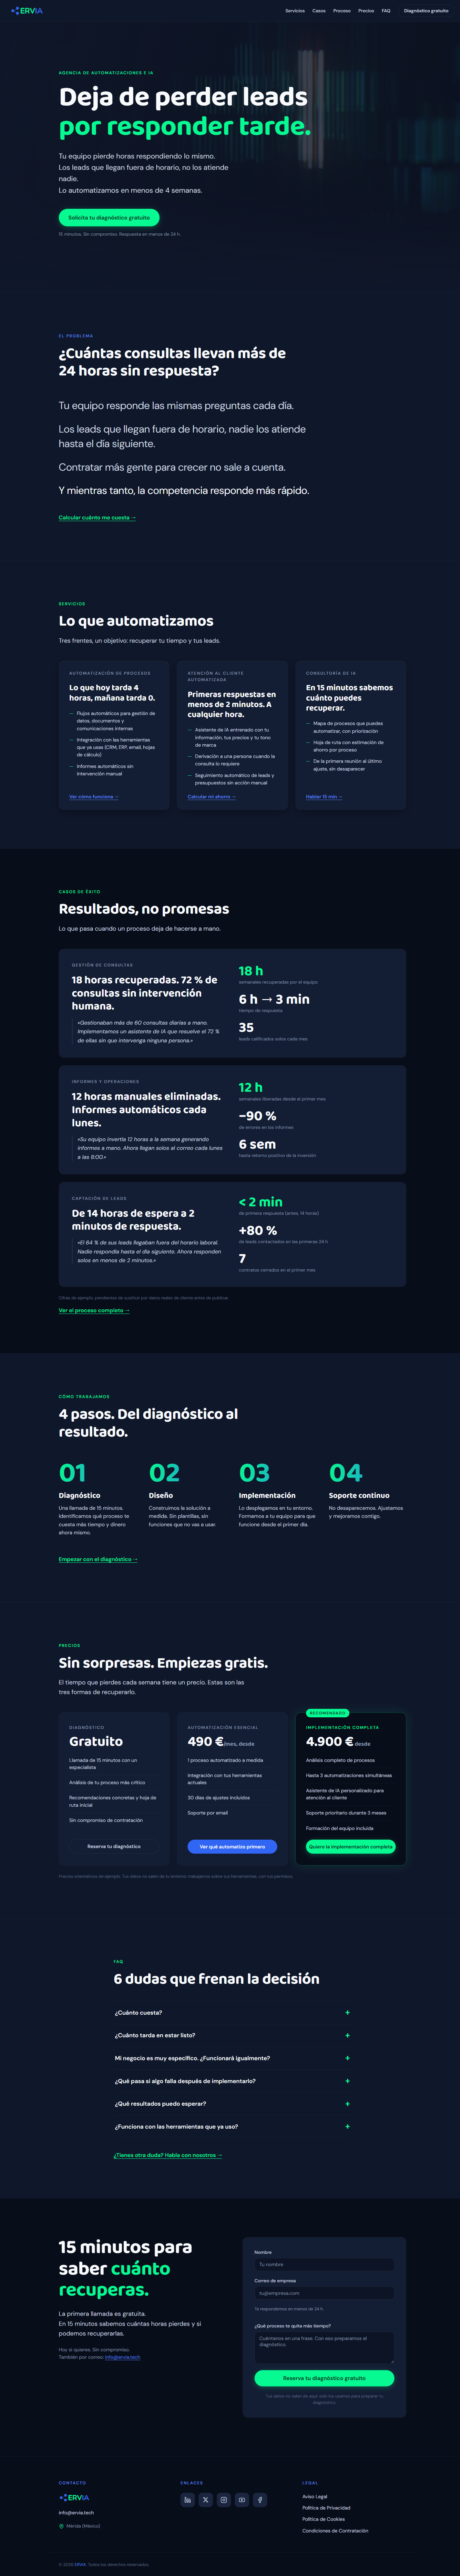 ERVIA
Servicios
Casos
Proceso
Precios
FAQ
Diagnóstico gratuito
AGENCIA DE AUTOMATIZACIONES E IA
Deja de perder leads
por responder tarde.
Tu equipo pierde horas respondiendo lo mismo.
Los leads que llegan fuera de horario, no los atiende
nadie.
Lo automatizamos en menos de 4 semanas.
Solicita tu diagnóstico gratuito
15 minutos. Sin compromiso. Respuesta en menos de 24 h.
EL PROBLEMA
¿Cuántas consultas llevan más de
24 horas sin respuesta?
Tu equipo responde las mismas preguntas cada día.
Los leads que llegan fuera de horario, nadie los atiende
hasta el día siguiente.
Contratar más gente para crecer no sale a cuenta.
Y mientras tanto, la competencia responde más rápido.
Calcular cuánto me cuesta →
SERVICIOS
Lo que automatizamos
Tres frentes, un objetivo: recuperar tu tiempo y tus leads.
AUTOMATIZACIÓN DE PROCESOS
Lo que hoy tarda 4
horas, mañana tarda 0.
— Flujos automáticos para gestión de
datos, documentos y
comunicaciones internas
— Integración con las herramientas
que ya usas (CRM, ERP, email, hojas
de cálculo)
— Informes automáticos sin
intervención manual
Ver cómo funciona →
ATENCIÓN AL CLIENTE
AUTOMATIZADA
Primeras respuestas en
menos de 2 minutos. A
cualquier hora.
— Asistente de IA entrenado con tu
información, tus precios y tu tono
de marca
— Derivación a una persona cuando la
consulta lo requiere
— Seguimiento automático de leads y
presupuestos sin acción manual
Calcular mi ahorro →
CONSULTORÍA DE IA
En 15 minutos sabemos
cuánto puedes
recuperar.
— Mapa de procesos que puedes
automatizar, con priorización
— Hoja de ruta con estimación de
ahorro por proceso
— De la primera reunión al último
ajuste, sin desaparecer
Hablar 15 min →
CASOS DE ÉXITO
Resultados, no promesas
Lo que pasa cuando un proceso deja de hacerse a mano.
GESTIÓN DE CONSULTAS
18 horas recuperadas. 72 % de
consultas sin intervención
humana.
«Gestionaban más de 60 consultas diarias a mano.
Implementamos un asistente de IA que resuelve el 72 %
de ellas sin que intervenga ninguna persona.»
18 h
semanales recuperadas por el equipo
6 h → 3 min
tiempo de respuesta
35
leads calificados solos cada mes
INFORMES Y OPERACIONES
12 horas manuales eliminadas.
Informes automáticos cada
lunes.
«Su equipo invertía 12 horas a la semana generando
informes a mano. Ahora llegan solos al correo cada lunes
a las 8:00.»
12 h
semanales liberadas desde el primer mes
−90 %
de errores en los informes
6 sem
hasta retorno positivo de la inversión
CAPTACIÓN DE LEADS
De 14 horas de espera a 2
minutos de respuesta.
«El 64 % de sus leads llegaban fuera del horario laboral.
Nadie respondía hasta el día siguiente. Ahora responden
solos en menos de 2 minutos.»
< 2 min
de primera respuesta (antes, 14 horas)
+80 %
de leads contactados en las primeras 24 h
7
contratos cerrados en el primer mes
Cifras de ejemplo, pendientes de sustituir por datos reales de cliente antes de publicar.
Ver el proceso completo →
CÓMO TRABAJAMOS
4 pasos. Del diagnóstico al
resultado.
01
Diagnóstico
Una llamada de 15 minutos.
Identificamos qué proceso te
cuesta más tiempo y dinero
ahora mismo.
02
Diseño
Construimos la solución a
medida. Sin plantillas, sin
funciones que no vas a usar.
03
Implementación
Lo desplegamos en tu entorno.
Formamos a tu equipo para que
funcione desde el primer día.
04
Soporte continuo
No desaparecemos. Ajustamos
y mejoramos contigo.
Empezar con el diagnóstico →
PRECIOS
Sin sorpresas. Empiezas gratis.
El tiempo que pierdes cada semana tiene un precio. Estas son
las tres formas de recuperarlo.
DIAGNÓSTICO
Gratuito
Llamada de 15 minutos con un
especialista
Análisis de tu proceso más crítico
Recomendaciones concretas y hoja de
ruta inicial
Sin compromiso de contratación
Reserva tu diagnóstico
AUTOMATIZACIÓN ESENCIAL
490 €/mes, desde
1 proceso automatizado a medida
Integración con tus herramientas
actuales
30 días de ajustes incluidos
Soporte por email
Ver qué automatizo primero
RECOMENDADO
IMPLEMENTACIÓN COMPLETA
4.900 € desde
Análisis completo de procesos
Hasta 3 automatizaciones simultáneas
Asistente de IA personalizado para
atención al cliente
Soporte prioritario durante 3 meses
Formación del equipo incluida
Quiero la implementación completa
FAQ
6 dudas que frenan la decisión
¿Cuánto cuesta? +
¿Cuánto tarda en estar listo? +
Mi negocio es muy específico. ¿Funcionará igualmente? +
¿Qué pasa si algo falla después de implementarlo? +
¿Qué resultados puedo esperar? +
¿Funciona con las herramientas que ya uso? +
¿Tienes otra duda? Habla con nosotros →
15 minutos para
saber cuánto
recuperas.
La primera llamada es gratuita.
En 15 minutos sabemos cuántas horas pierdes y si
podemos recuperarlas.
Hoy si quieres. Sin compromiso.
También por correo: info@ervia.tech
Nombre
Tu nombre
Correo de empresa
tu@empresa.com
Te respondemos en menos de 24 h.
¿Qué proceso te quita más tiempo?
Cuéntanos en una frase. Con eso preparamos el
diagnóstico.
Reserva tu diagnóstico gratuito
Tus datos no salen de aquí: solo los usamos para preparar tu
diagnóstico.
CONTACTO
ERVIA
info@ervia.tech
Mérida (México)
ENLACES
LEGAL
Aviso Legal
Política de Privacidad
Política de Cookies
Condiciones de Contratación
© 2025 ERVIA. Todos los derechos reservados.